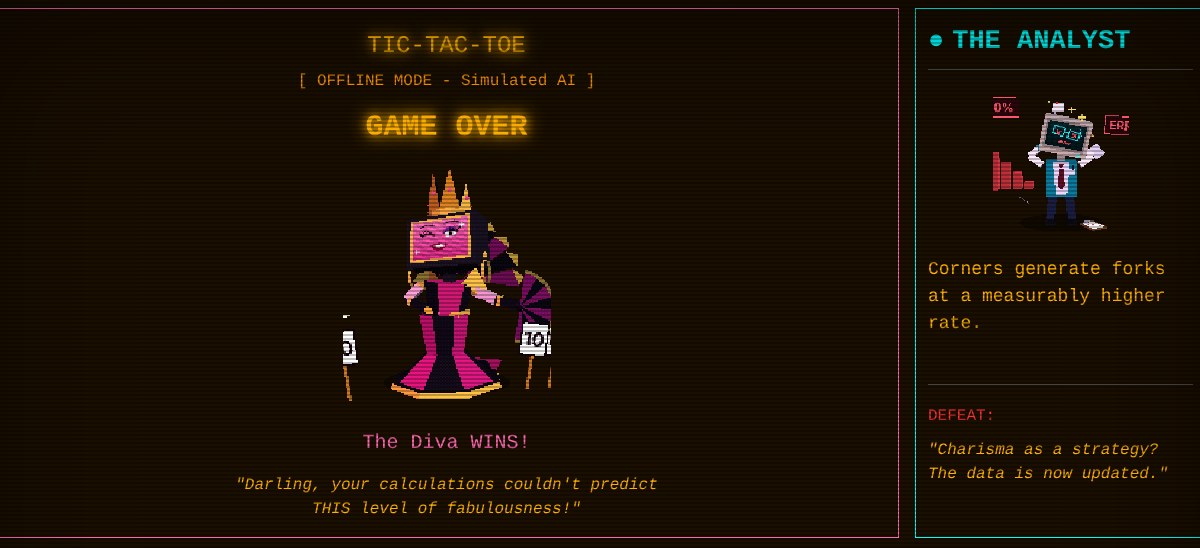 TIC-TAC-TOE
[ OFFLINE MODE - Simulated AI ]
GAME OVER
10
The Diva WINS!
"Darling, your calculations couldn't predict
THIS level of fabulousness!"
THE ANALYST
0%
Corners generate forks
at a measurably higher
rate.
DEFEAT:
"Charisma as a strategy?
The data is now updated."